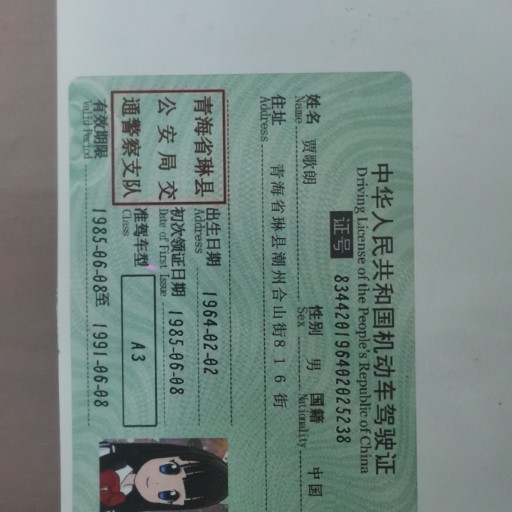 中华人民共和国机动车驾驶证
Driving License of the People's Republic of China
证号 834420196402025238
姓名 贾歌朗 性别 男 国籍 中国
Name Sex Nationality
住址 青海省琳县潮州台山街816街
Address
出生日期 1964-02-02
Address
初次领证日期 1985-06-08
Date of First Issue
准驾车型 A3
Class
青海省琳县
公安局交
通警察支队
有效期限 1985-06-08至 1991-06-08
Valid Period